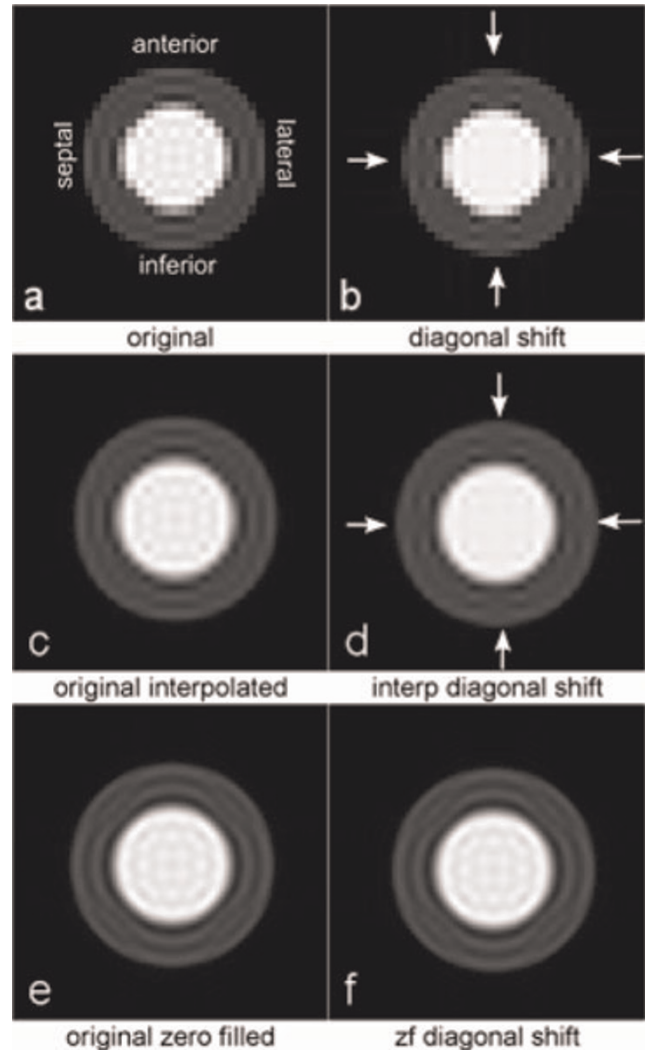 anterior
septal
lateral
inferior
a
b
original
diagonal shift
c
d
original interpolated
interp diagonal shift
e
f
original zero filled
zf diagonal shift